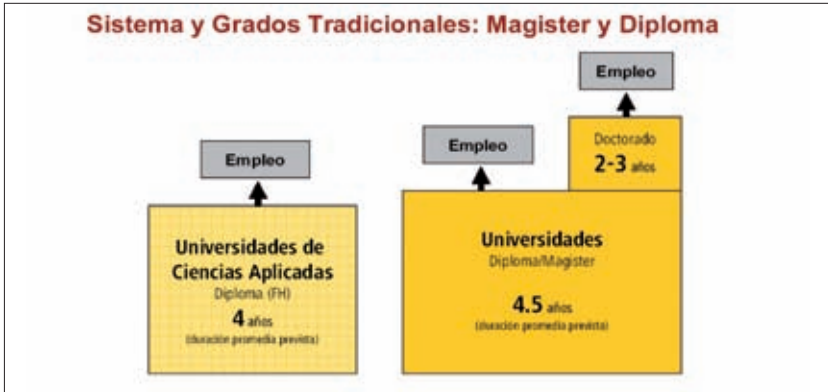 Sistema y Grados Tradicionales: Magister y Diploma
Empleo
Doctorado
2-3 años
Empleo
Universidades
Diploma/Magister
4.5 años
(duración promedia prevista)
Empleo
Universidades de
Ciencias Aplicadas
Diploma (FH)
4 años
(duración promedia prevista)